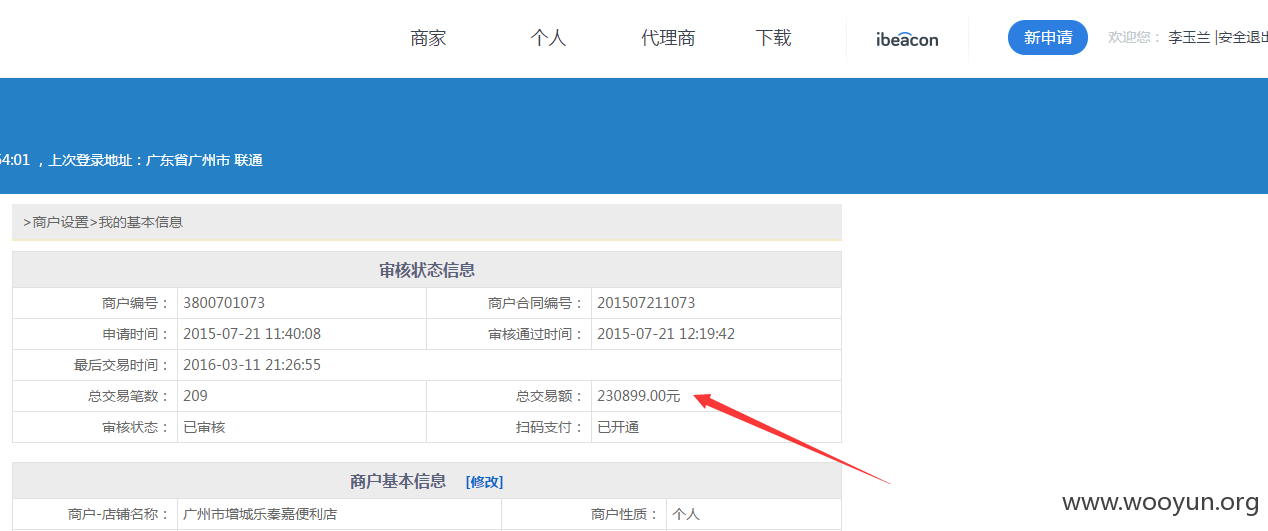 商家 个人 代理商 下载 ibeacon 新申请 欢迎您： 李玉兰 |安全退出
54:01 ，上次登录地址：广东省广州市 联通
>商户设置>我的基本信息
审核状态信息
商户编号： 3800701073 商户合同编号： 201507211073
申请时间： 2015-07-21 11:40:08 审核通过时间： 2015-07-21 12:19:42
最后交易时间： 2016-03-11 21:26:55
总交易笔数： 209 总交易额： 230899.00元
审核状态： 已审核 扫码支付： 已开通
商户基本信息 [修改]
商户-店铺名称： 广州市增城乐秦嘉便利店 商户性质： 个人
www.wooyun.org